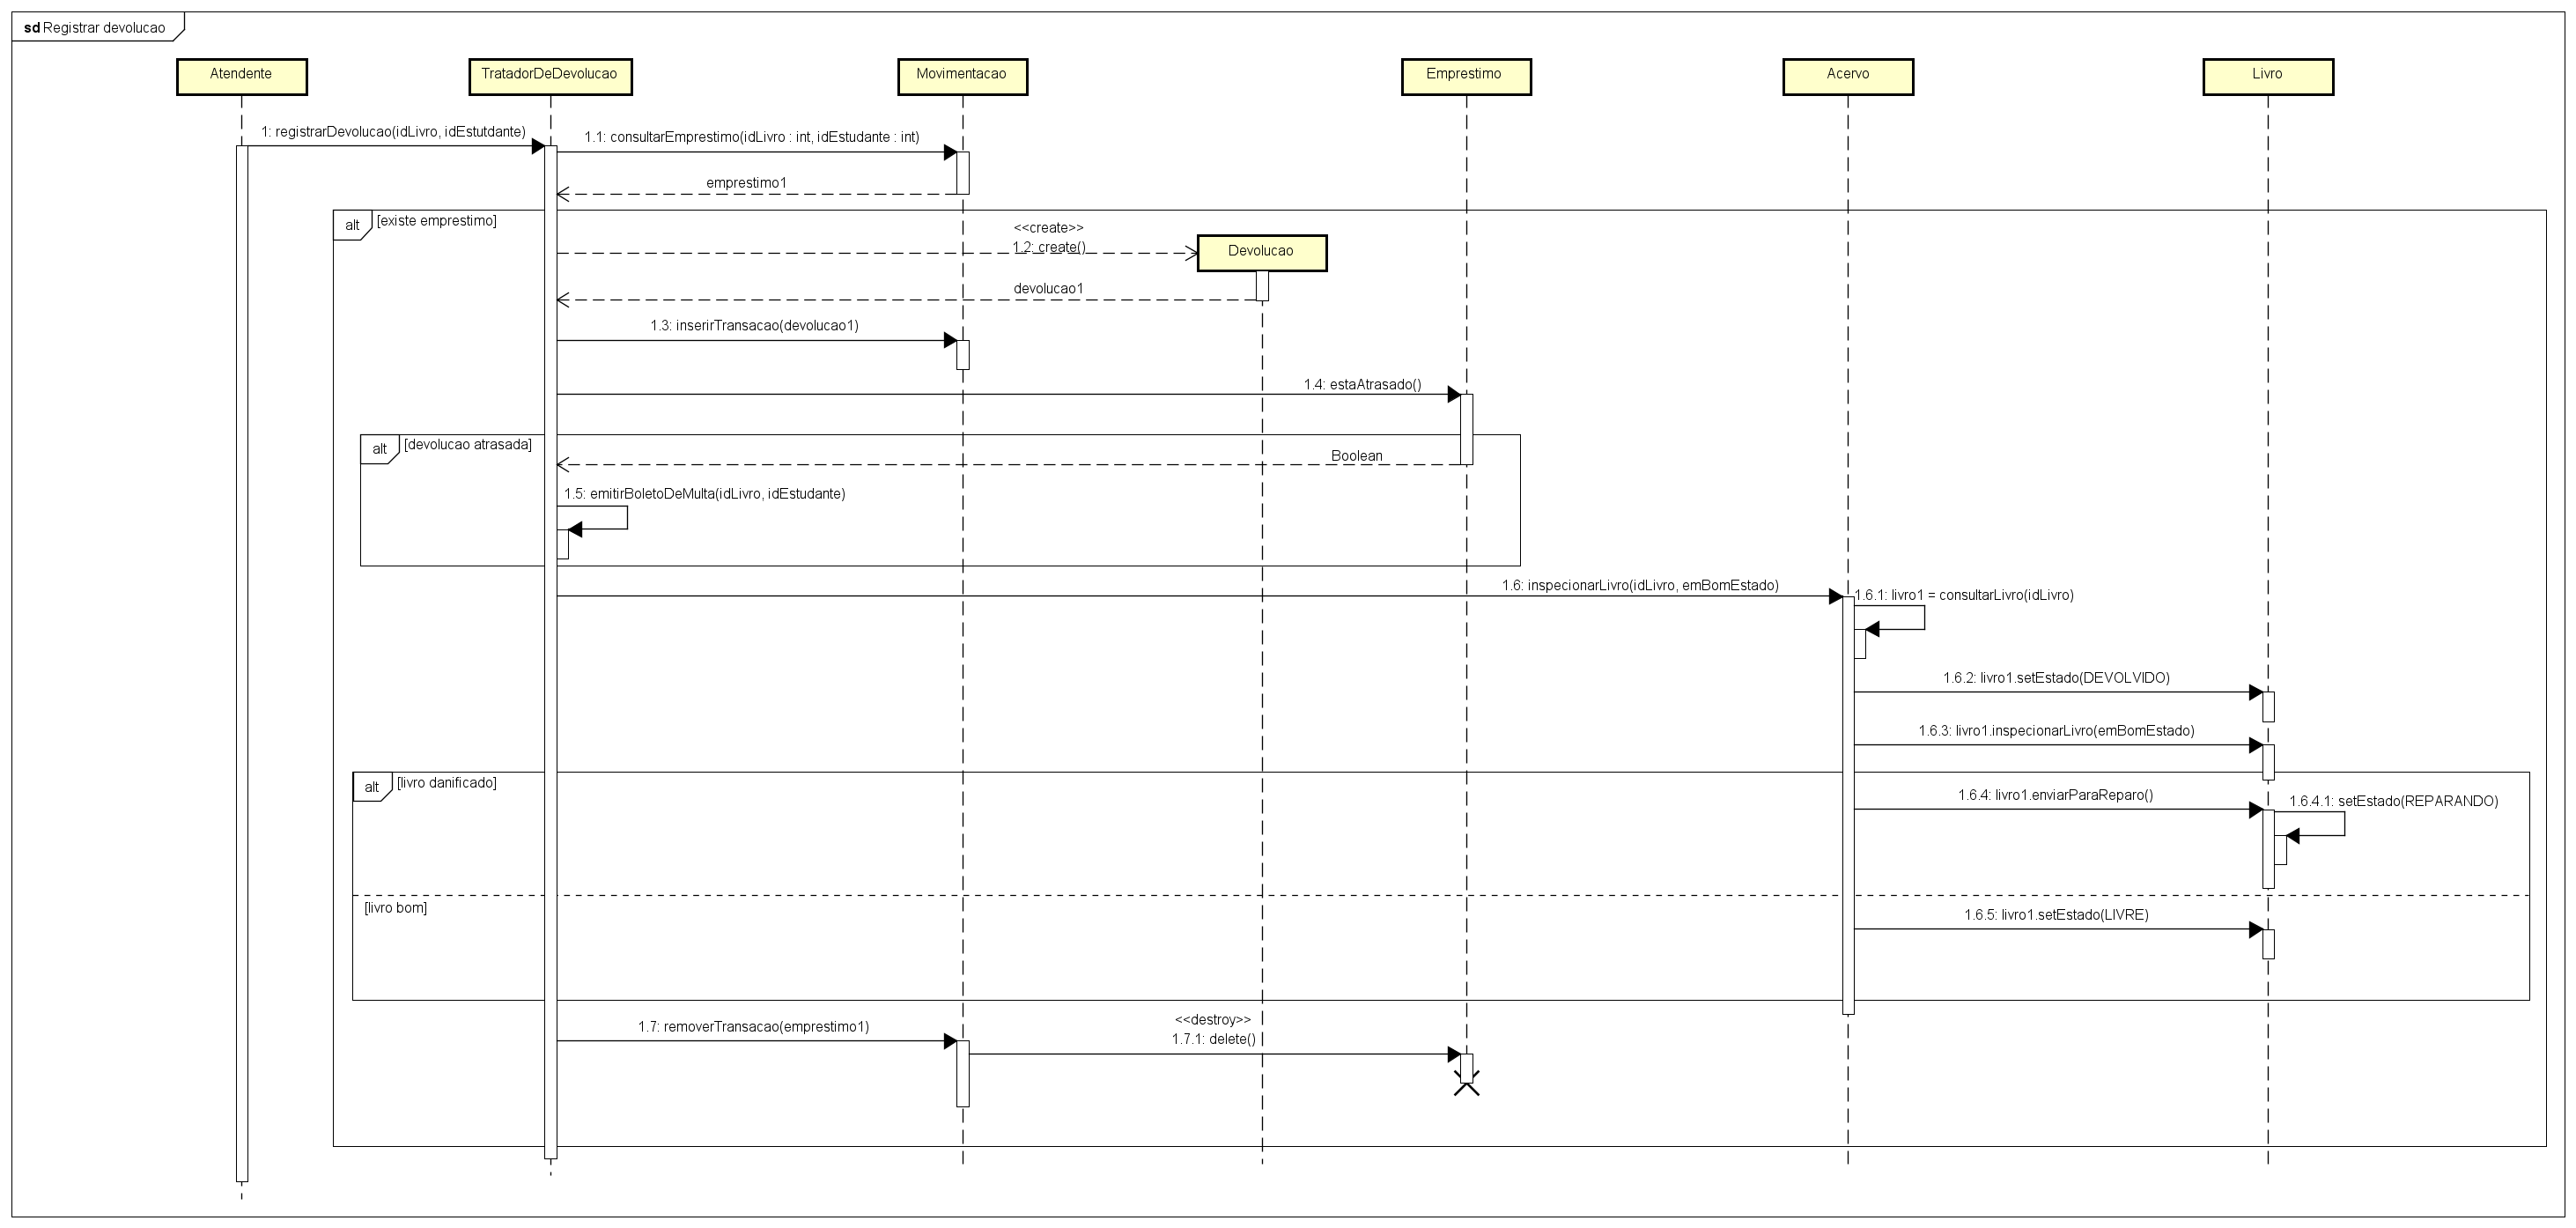 sd Registrar devolucao
Atendente
TratadorDeDevolucao
Movimentacao
Emprestimo
Acervo
Livro
1: registrarDevolucao(idLivro, idEstutdante)
1.1: consultarEmprestimo(idLivro : int, idEstudante : int)
emprestimo1
alt
[existe emprestimo]
<<create>>
1.2: create()
Devolucao
devolucao1
1.3: inserirTransacao(devolucao1)
1.4: estaAtrasado()
alt
[devolucao atrasada]
Boolean
1.5: emitirBoletoDeMulta(idLivro, idEstudante)
1.6: inspecionarLivro(idLivro, emBomEstado)
1.6.1: livro1 = consultarLivro(idLivro)
1.6.2: livro1.setEstado(DEVOLVIDO)
1.6.3: livro1.inspecionarLivro(emBomEstado)
alt
[livro danificado]
1.6.4: livro1.enviarParaReparo()
1.6.4.1: setEstado(REPARANDO)
[livro bom]
1.6.5: livro1.setEstado(LIVRE)
1.7: removerTransacao(emprestimo1)
<<destroy>>
1.7.1: delete()